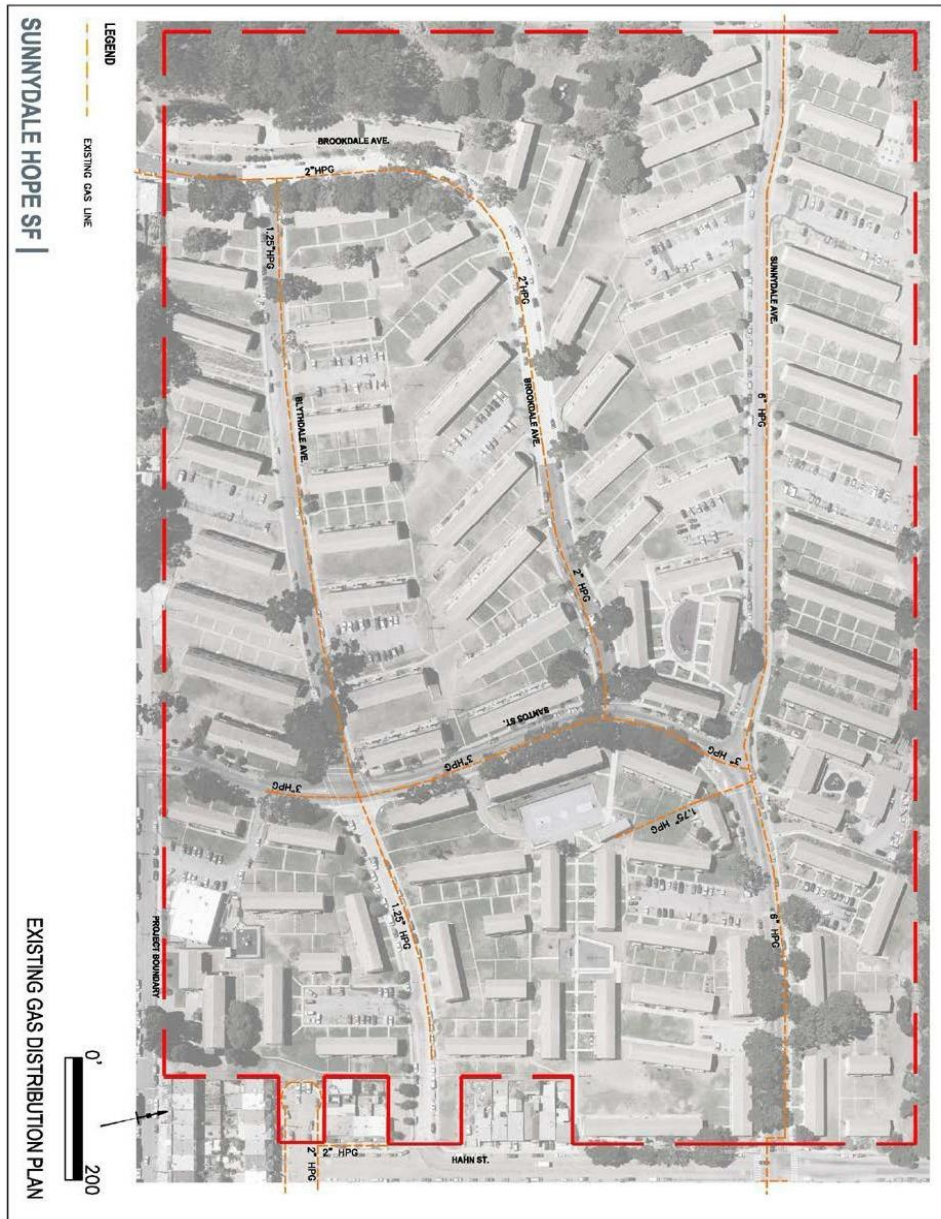 SUNNYDALE HOPE SF |
LEGEND
EXISTING GAS LINE
BROOKDALE AVE.
2"HPG
1.25"HPG
BLYTHDALE AVE.
2"HPG
BROOKDALE AVE.
2" HPG
SUNNYDALE AVE.
6" HPG
SANTOS ST.
3"HPG
3"HPG
3" HPG
1.75" HPG
1.25" HPG
6" HPG
PROJECT BOUNDARY
2" HPG
2" HPG
HAHN ST.
0'
200
EXISTING GAS DISTRIBUTION PLAN